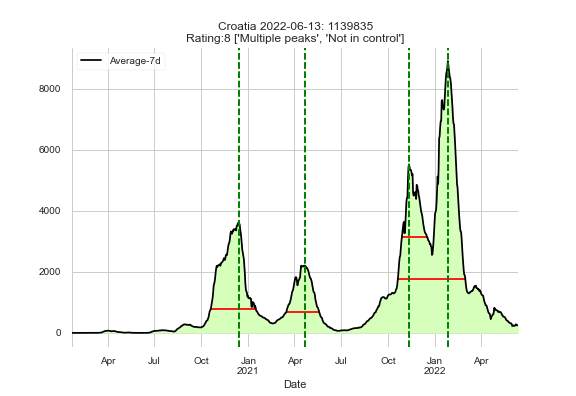 Croatia 2022-06-13: 1139835
Rating:8 ['Multiple peaks', 'Not in control']
Average-7d
8000
6000
4000
2000
0
Apr Jul Oct Jan Apr Jul Oct Jan Apr
2021 2022
Date